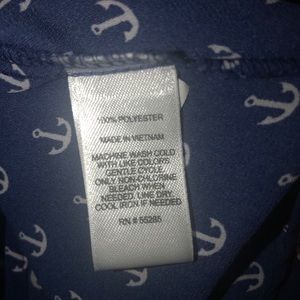 100% POLYESTER
MADE IN VIETNAM
MACHINE WASH COLD
WITH LIKE COLORS
GENTLE CYCLE.
ONLY NON-CHLORINE
BLEACH WHEN
NEEDED. LINE DRY.
COOL IRON IF NEEDED.
RN # 55285